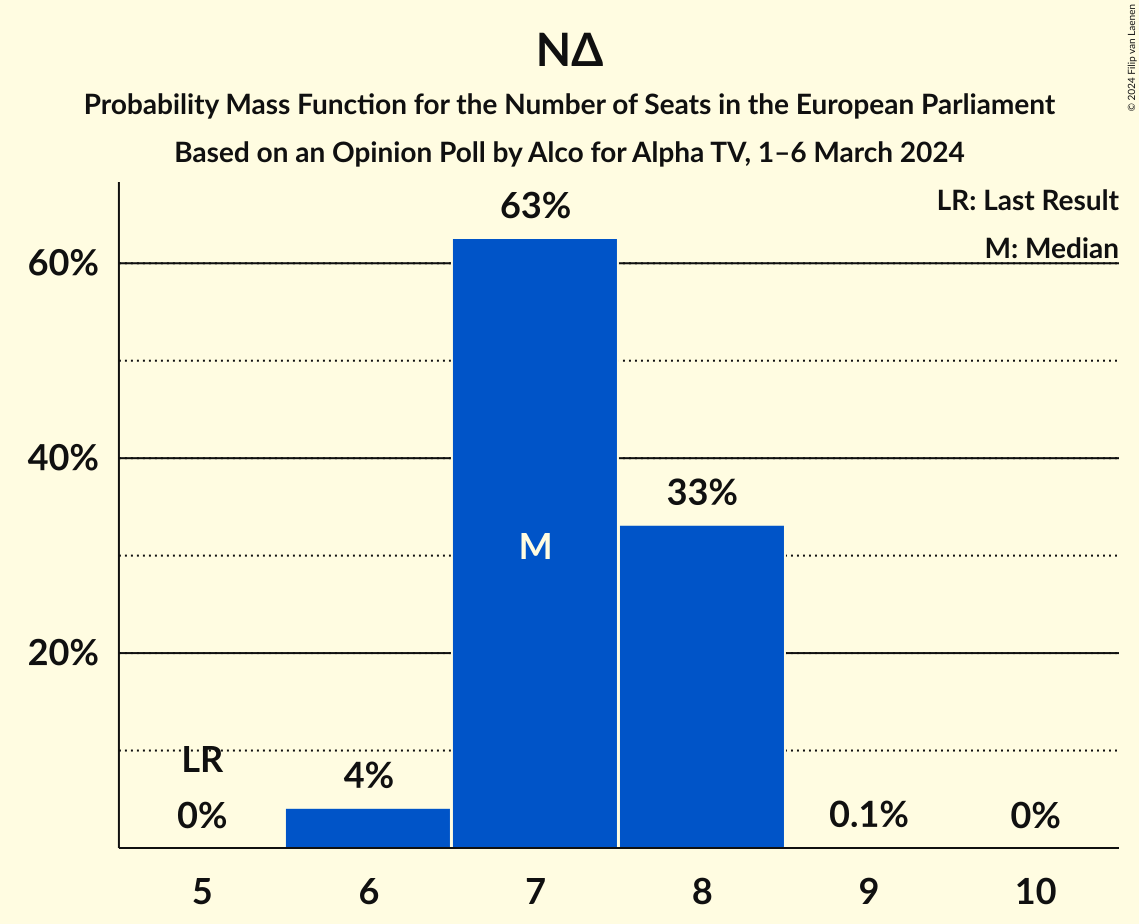 ΝΔ
Probability Mass Function for the Number of Seats in the European Parliament
Based on an Opinion Poll by Alco for Alpha TV, 1–6 March 2024
© 2024 Filip van Laenen
LR: Last Result
M: Median
63%
60%
40%
33%
M
20%
LR
4%
0%
0.1%
0%
5 6 7 8 9 10